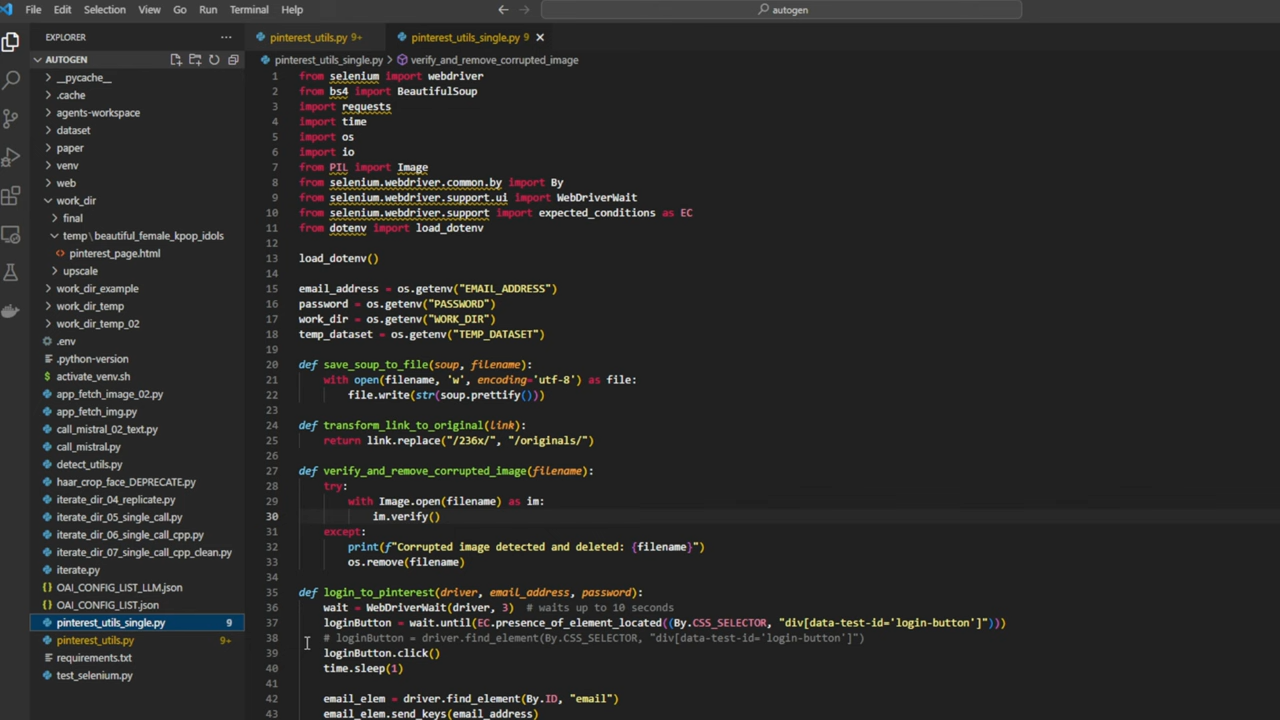 File Edit Selection View Go Run Terminal Help
autogen
EXPLORER
pinterest_utils.py 9+
pinterest_utils_single.py 9
AUTOGEN
pinterest_utils_single.py > verify_and_remove_corrupted_image
__pycache__
.cache
agents-workspace
dataset
paper
venv
web
work_dir
final
temp\beautiful_female_kpop_idols
pinterest_page.html
upscale
work_dir_example
work_dir_temp
work_dir_temp_02
.env
.python-version
activate_venv.sh
app_fetch_image_02.py
app_fetch_img.py
call_mistral_02_text.py
call_mistral.py
detect_utils.py
haar_crop_face_DEPRECATE.py
iterate_dir_04_replicate.py
iterate_dir_05_single_call.py
iterate_dir_06_single_call_cpp.py
iterate_dir_07_single_call_cpp_clean.py
iterate.py
OAI_CONFIG_LIST_LLM.json
OAI_CONFIG_LIST.json
pinterest_utils_single.py 9
pinterest_utils.py 9+
requirements.txt
test_selenium.py
1 from selenium import webdriver
2 from bs4 import BeautifulSoup
3 import requests
4 import time
5 import os
6 import io
7 from PIL import Image
8 from selenium.webdriver.common.by import By
9 from selenium.webdriver.support.ui import WebDriverWait
10 from selenium.webdriver.support import expected_conditions as EC
11 from dotenv import load_dotenv
12
13 load_dotenv()
14
15 email_address = os.getenv("EMAIL_ADDRESS")
16 password = os.getenv("PASSWORD")
17 work_dir = os.getenv("WORK_DIR")
18 temp_dataset = os.getenv("TEMP_DATASET")
19
20 def save_soup_to_file(soup, filename):
21 with open(filename, 'w', encoding='utf-8') as file:
22 file.write(str(soup.prettify()))
23
24 def transform_link_to_original(link):
25 return link.replace("/236x/", "/originals/")
26
27 def verify_and_remove_corrupted_image(filename):
28 try:
29 with Image.open(filename) as im:
30 im.verify()
31 except:
32 print(f"Corrupted image detected and deleted: {filename}")
33 os.remove(filename)
34
35 def login_to_pinterest(driver, email_address, password):
36 wait = WebDriverWait(driver, 3) # waits up to 10 seconds
37 loginButton = wait.until(EC.presence_of_element_located((By.CSS_SELECTOR, "div[data-test-id='login-button']")))
38 # loginButton = driver.find_element(By.CSS_SELECTOR, "div[data-test-id='login-button']")
39 loginButton.click()
40 time.sleep(1)
41
42 email_elem = driver.find_element(By.ID, "email")
43 email_elem.send_keys(email_address)